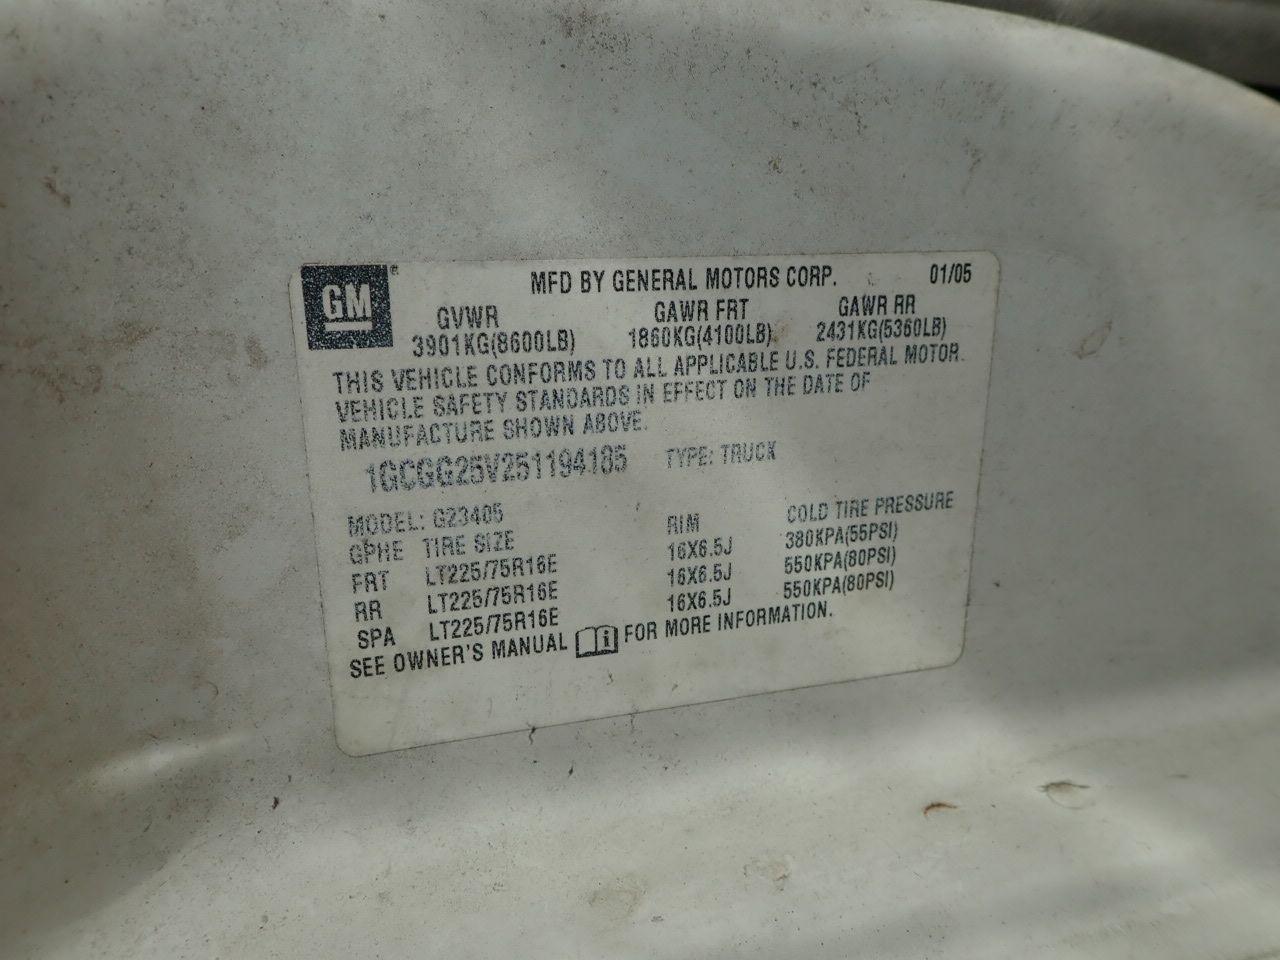 GM®
MFD BY GENERAL MOTORS CORP. 01/05
GVWR GAWR FRT GAWR RR
3901KG(8600LB) 1860KG(4100LB) 2431KG(5360LB)
THIS VEHICLE CONFORMS TO ALL APPLICABLE U.S. FEDERAL MOTOR
VEHICLE SAFETY STANDARDS IN EFFECT ON THE DATE OF
MANUFACTURE SHOWN ABOVE.
1GCGG25V251194185 TYPE: TRUCK
MODEL: G23405
GPHE TIRE SIZE RIM COLD TIRE PRESSURE
FRT LT225/75R16E 16X6.5J 380KPA(55PSI)
RR LT225/75R16E 16X6.5J 550KPA(80PSI)
SPA LT225/75R16E 16X6.5J 550KPA(80PSI)
SEE OWNER'S MANUAL i FOR MORE INFORMATION.